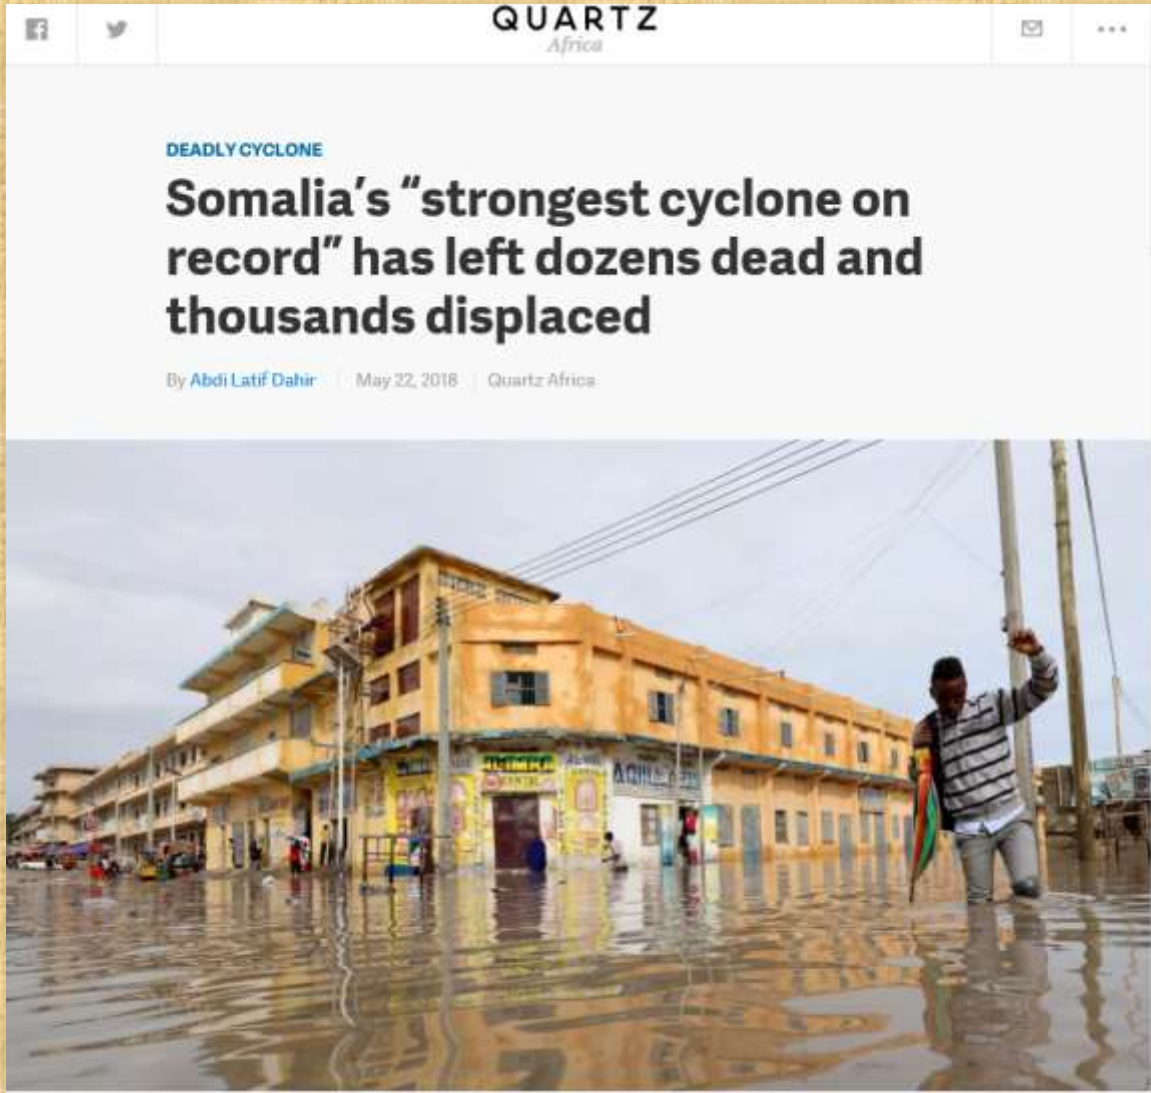 QUARTZ
Africa
DEADLY CYCLONE
Somalia’s “strongest cyclone on
record” has left dozens dead and
thousands displaced
By Abdi Latif Dahir May 22, 2018 Quartz Africa